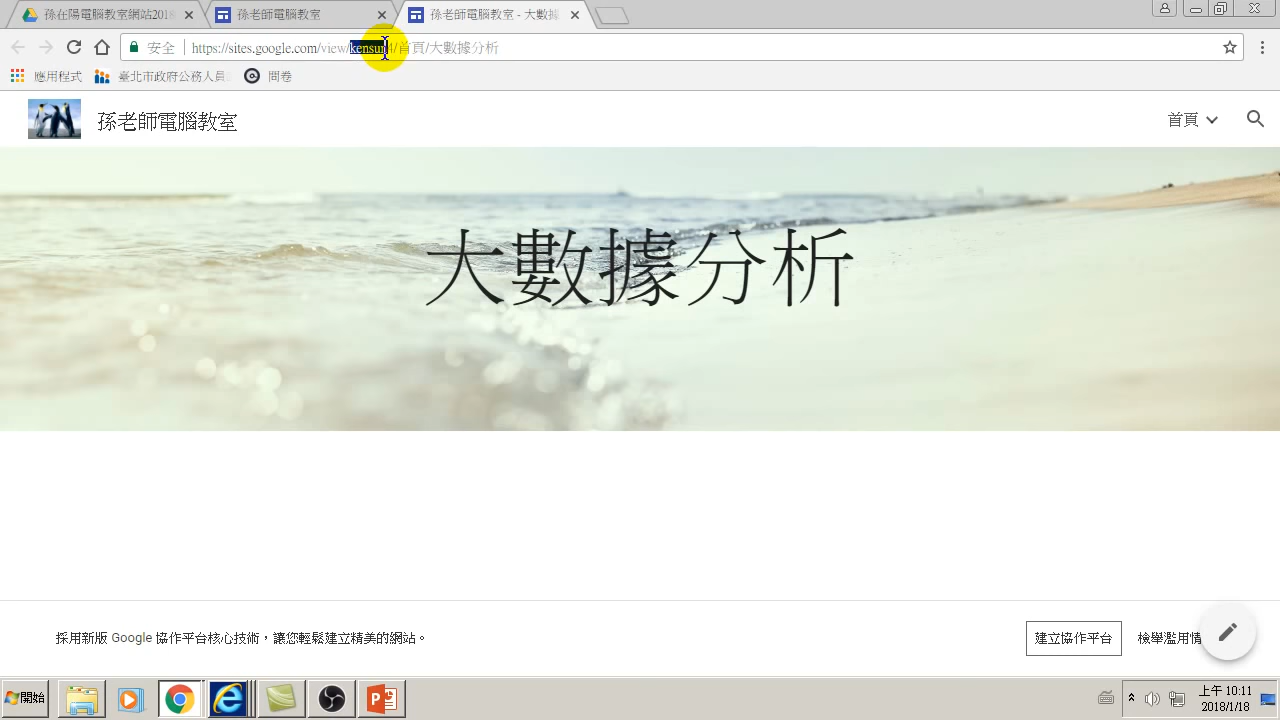 孫在陽電腦教室網站2018
孫老師電腦教室
孫老師電腦教室 - 大數據
安全
https://sites.google.com/view/kensun4/首頁/大數據分析
應用程式
臺北市政府公務人員
問卷
孫老師電腦教室
首頁
大數據分析
採用新版 Google 協作平台核心技術，讓您輕鬆建立精美的網站。
建立協作平台
檢舉濫用情
開始
上午 10:11
2018/1/18